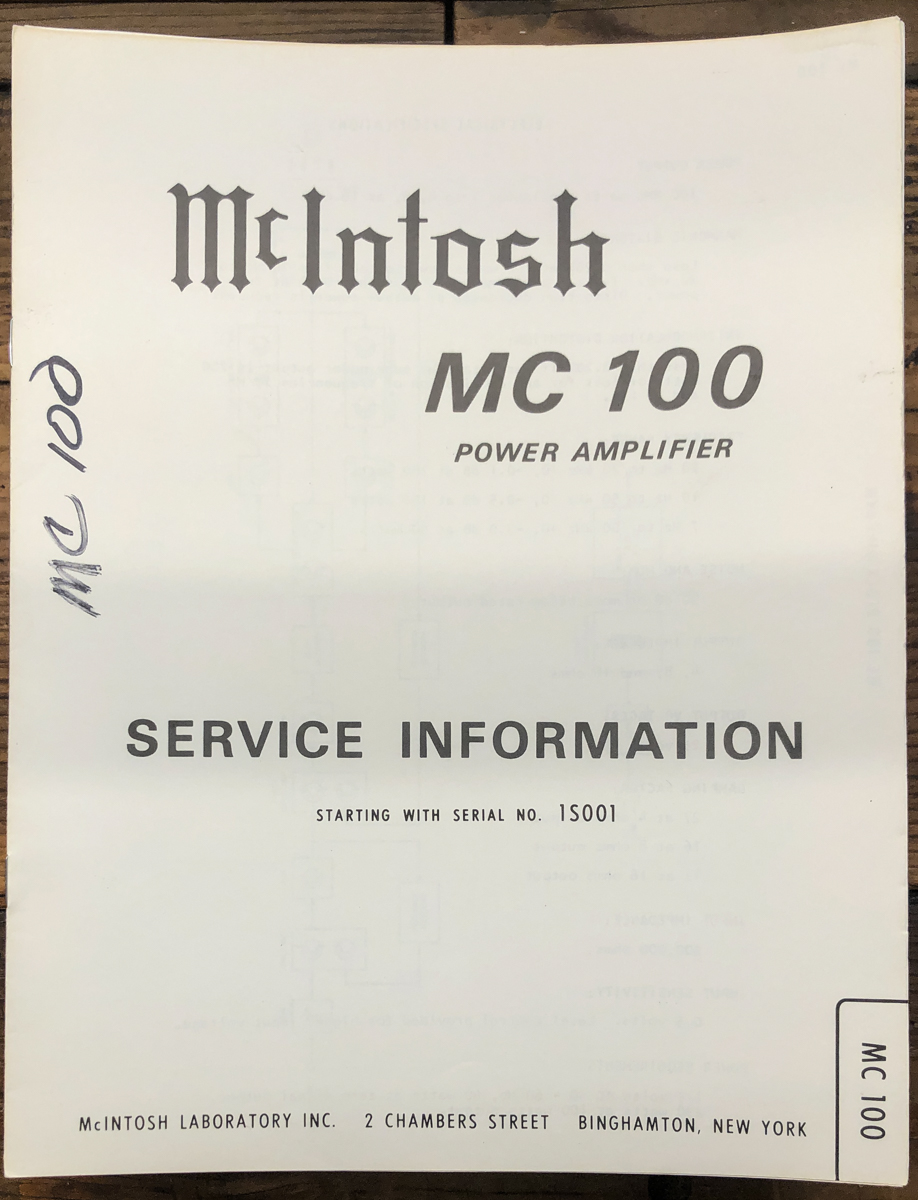 McIntosh
MC 100
POWER AMPLIFIER
MC 100
SERVICE INFORMATION
STARTING WITH SERIAL NO. 1S001
McINTOSH LABORATORY INC. 2 CHAMBERS STREET BINGHAMTON, NEW YORK
MC 100